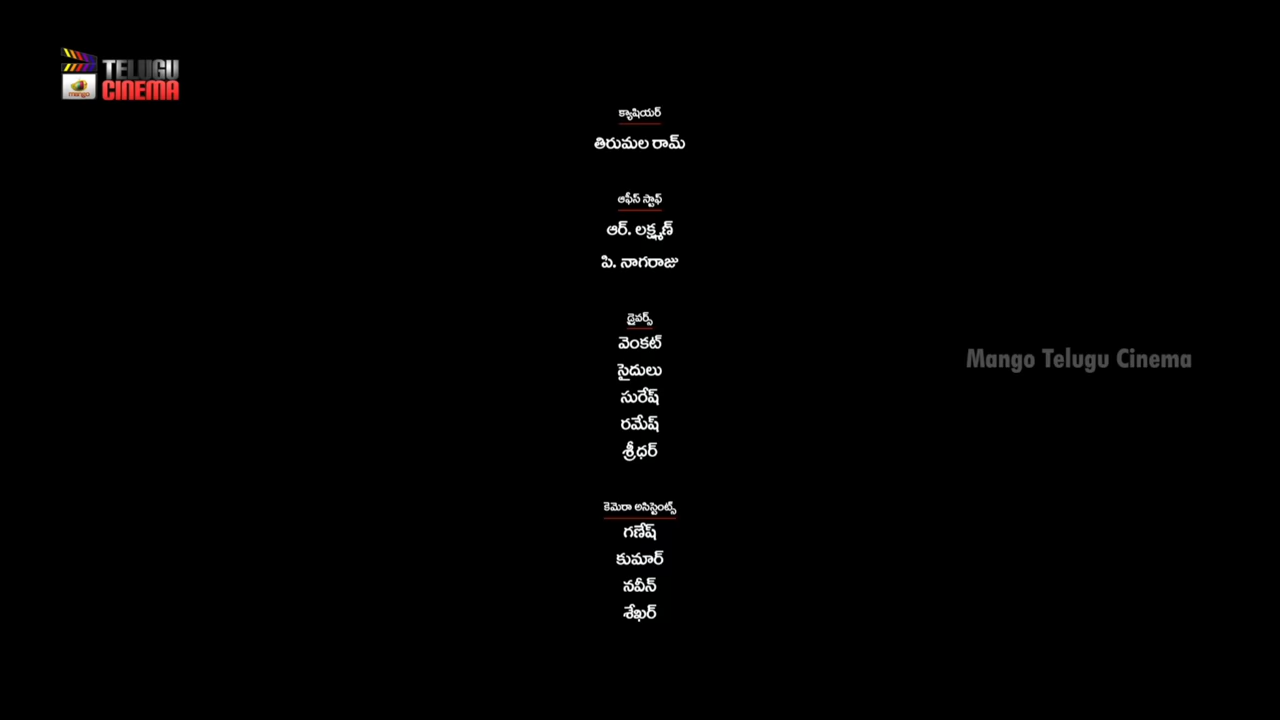 TELUGU
CINEMA
mango
క్యాషియర్
తిరుమల రామ్
ఆఫీస్ స్టాఫ్
ఆర్. లక్ష్మణ్
పి. నాగరాజు
డ్రైవర్స్
వెంకట్
సైదులు
సురేష్
రమేష్
శ్రీధర్
Mango Telugu Cinema
కెమెరా అసిస్టెంట్స్
గణేష్
కుమార్
నవీన్
శేఖర్